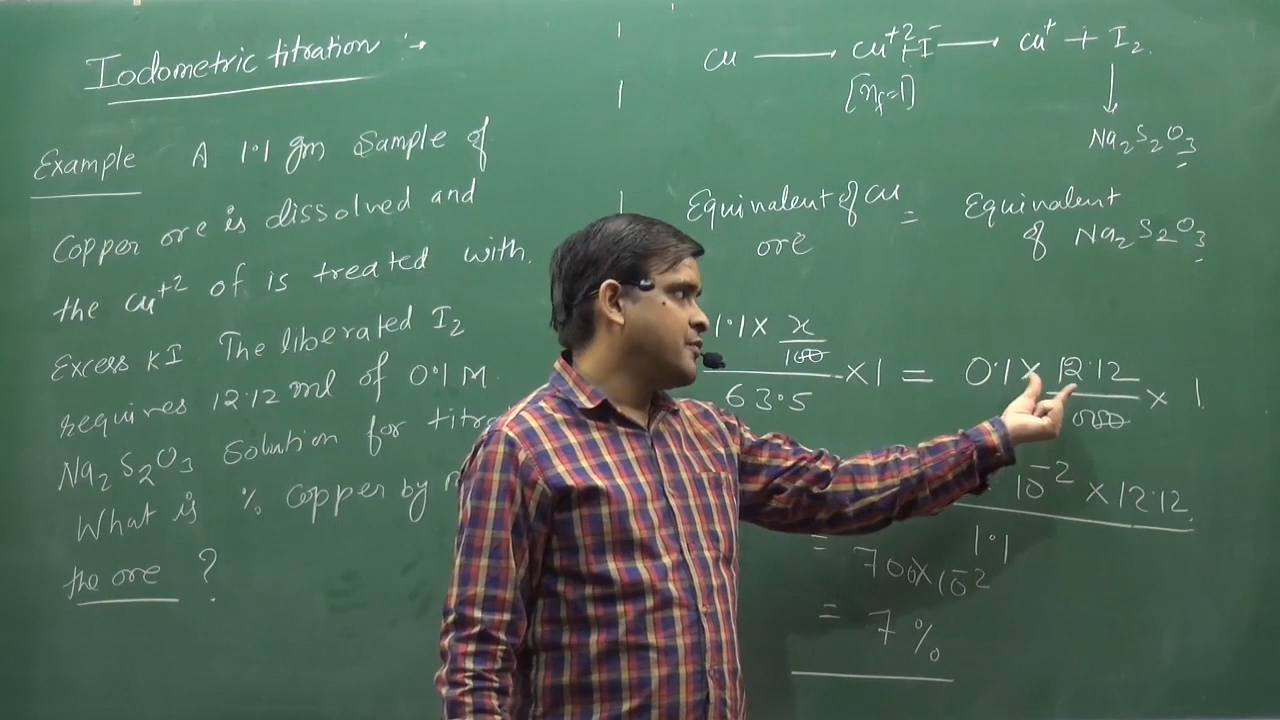 Iodometric titration :-
Example A 1.1 gm Sample of
Copper ore is dissolved and
the cu+2 of is treated with.
Excess KI The liberated I2
requires 12.12 ml of 0.1 M
Na2S2O3 Solution for titr
What is % copper by
the ore ?
Cu → Cu+2 + I- → Cu+ + I2
[nf=1]
Na2S2O3
Equivalent of Cu ore = Equivalent of Na2S2O3
1.1 × x/100 / 63.5 × 1 = 0.1 × 12.12/1000 × 1
10-2 × 12.12
1.1
= 700×10-2
= 7%